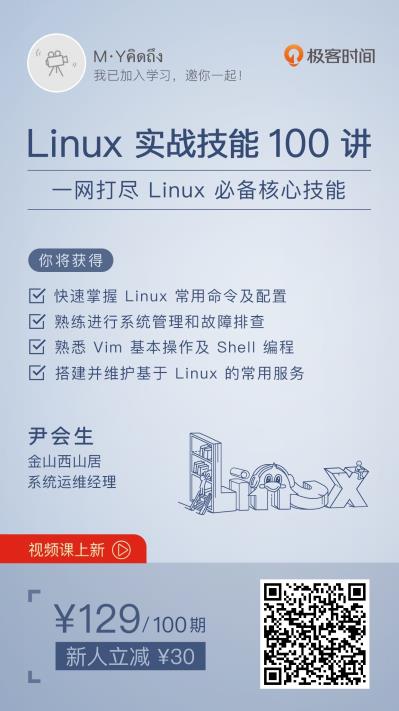 M·Yคิดถึง
我已加入学习，邀你一起！
极客时间
Linux 实战技能 100 讲
一网打尽 Linux 必备核心技能
你将获得
快速掌握 Linux 常用命令及配置
熟练进行系统管理和故障排查
熟悉 Vim 基本操作及 Shell 编程
搭建并维护基于 Linux 的常用服务
尹会生
金山西山居
系统运维经理
Linux
视频课上新
¥129/100期
新人立减 ¥30